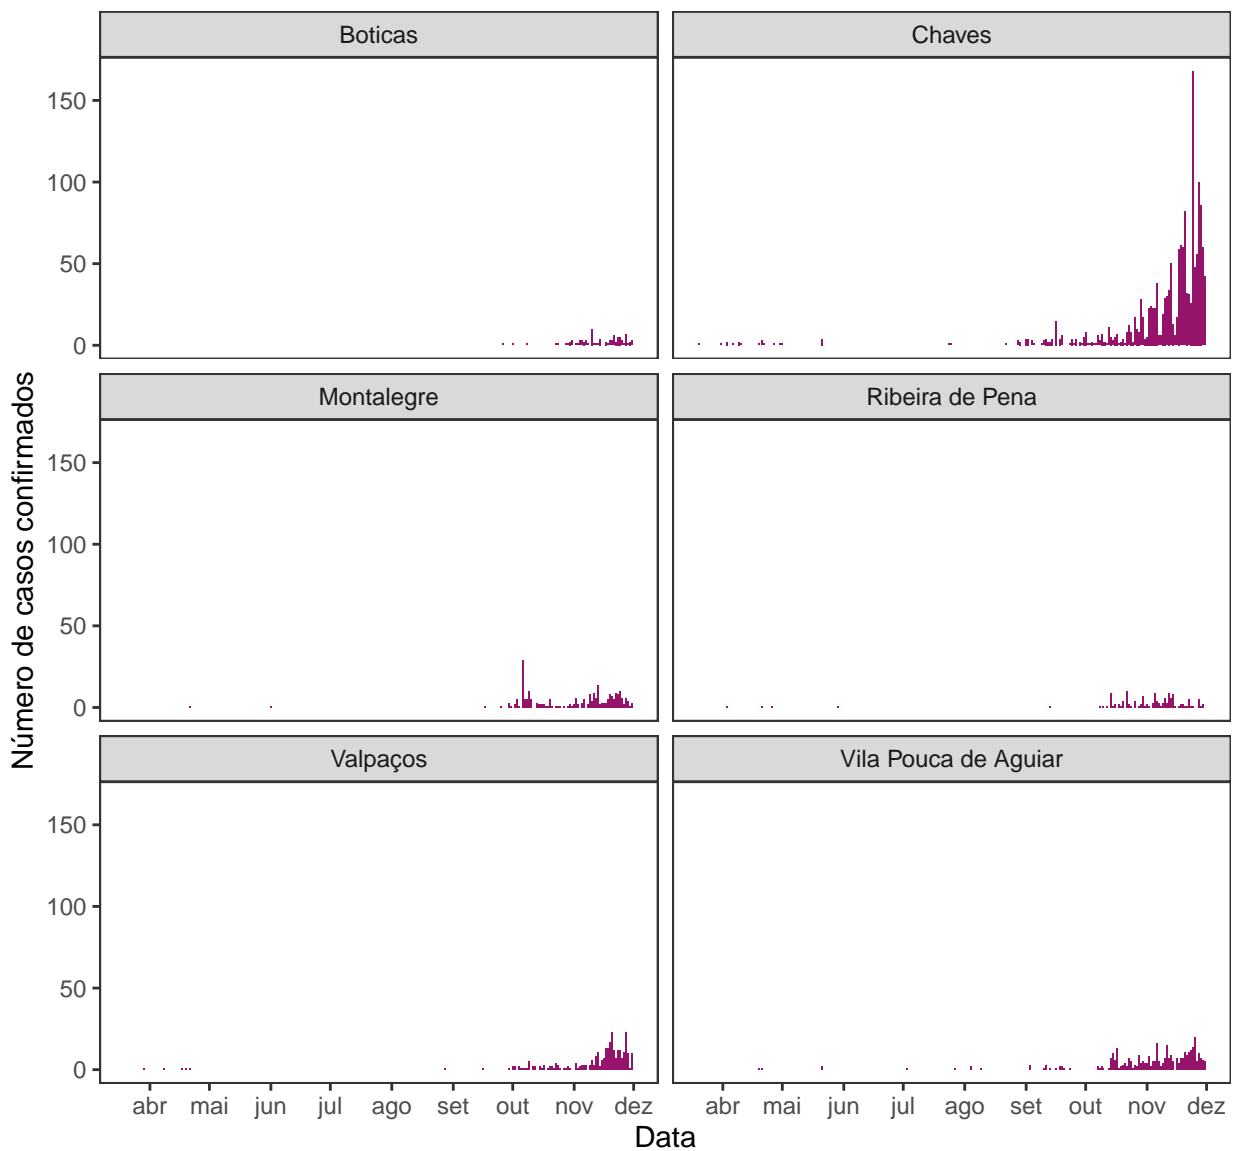 Boticas
Chaves
150
100
50
0
Montalegre
Ribeira de Pena
150
100
50
0
Número de casos confirmados
Valpaços
Vila Pouca de Aguiar
150
100
50
0
abr mai jun jul ago set out nov dez
abr mai jun jul ago set out nov dez
Data